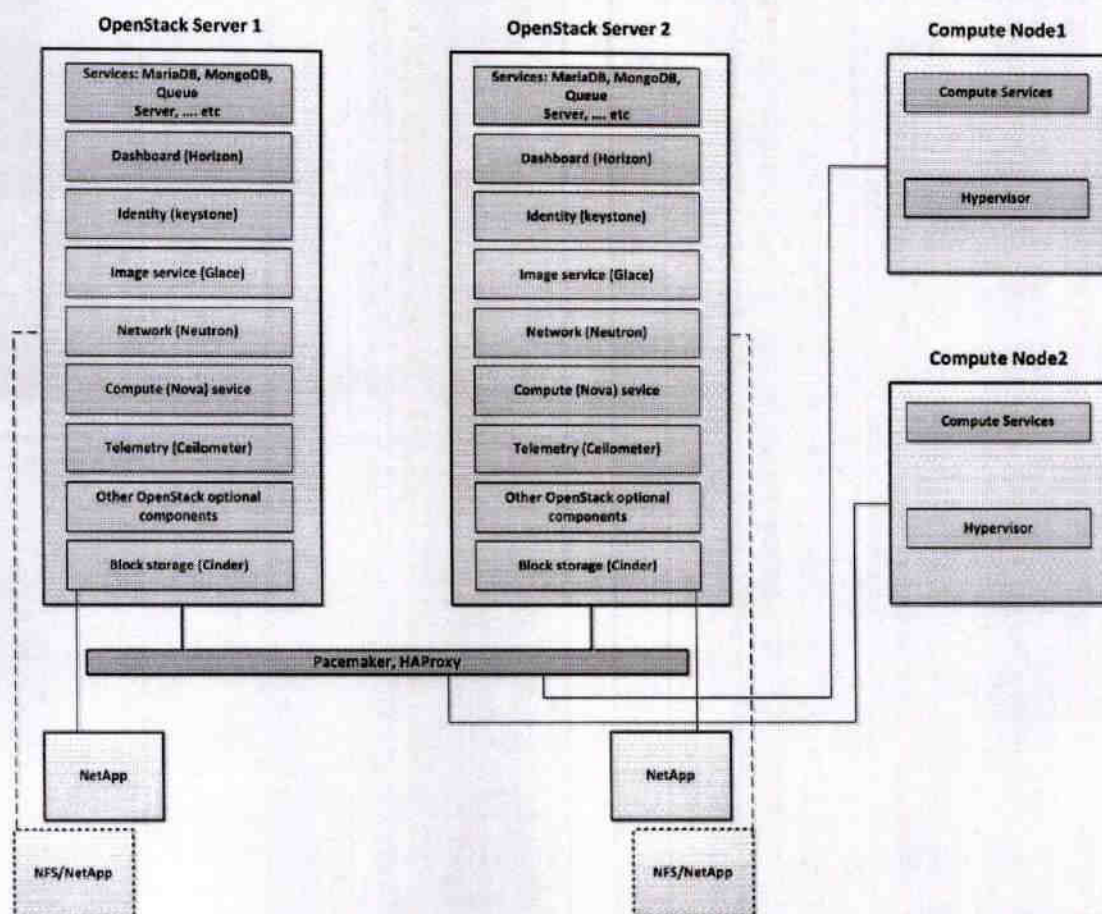 OpenStack Server 1
Services: MariaDB, MongoDB,
Queue
Server, .... etc
Dashboard (Horizon)
Identity (keystone)
Image service (Glace)
Network (Neutron)
Compute (Nova) sevice
Telemetry (Ceilometer)
Other OpenStack optional
components
Block storage (Cinder)
OpenStack Server 2
Services: MariaDB, MongoDB,
Queue
Server, .... etc
Dashboard (Horizon)
Identity (keystone)
Image service (Glace)
Network (Neutron)
Compute (Nova) sevice
Telemetry (Ceilometer)
Other OpenStack optional
components
Block storage (Cinder)
Compute Node1
Compute Services
Hypervisor
Compute Node2
Compute Services
Hypervisor
Pacemaker, HAProxy
NetApp
NetApp
NFS/NetApp
NFS/NetApp